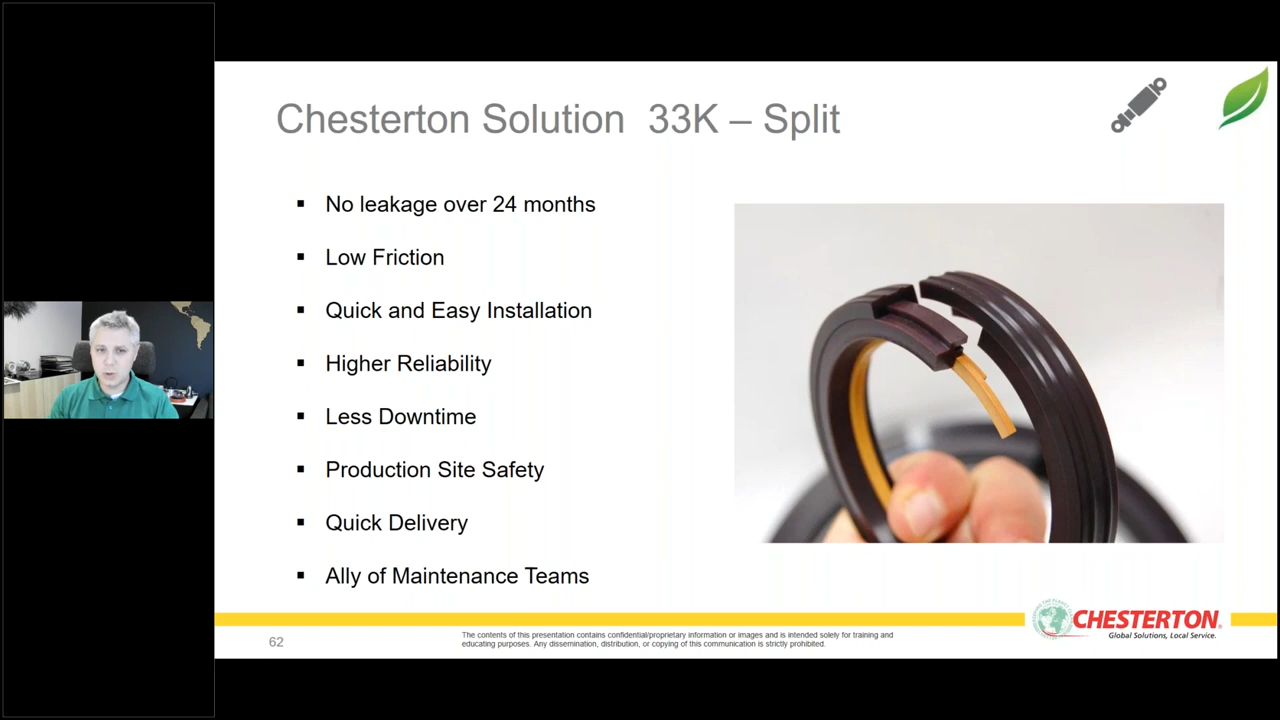 Chesterton Solution 33K – Split
▪ No leakage over 24 months
▪ Low Friction
▪ Quick and Easy Installation
▪ Higher Reliability
▪ Less Downtime
▪ Production Site Safety
▪ Quick Delivery
▪ Ally of Maintenance Teams
CHESTERTON®
Global Solutions, Local Service.
62
The contents of this presentation contains confidential/proprietary information or images and is intended solely for training and
educating purposes. Any dissemination, distribution, or copying of this communication is strictly prohibited.